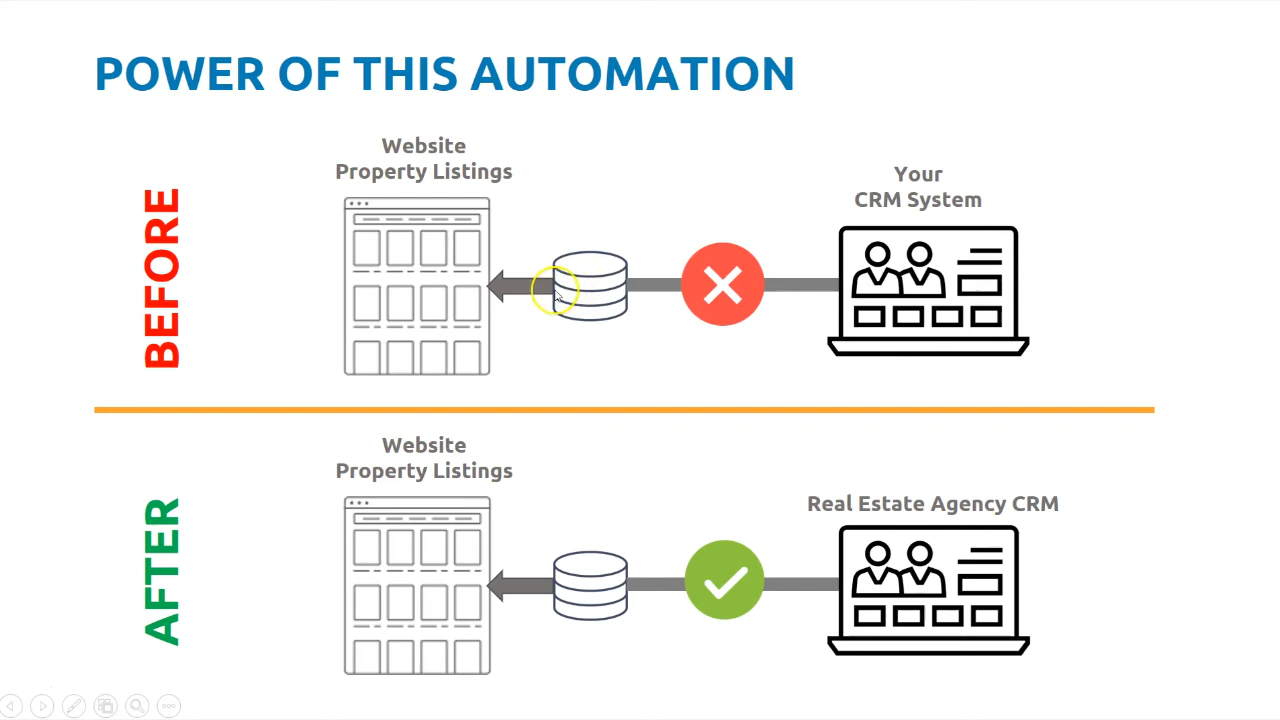 POWER OF THIS AUTOMATION
BEFORE
Website
Property Listings
Your
CRM System
AFTER
Website
Property Listings
Real Estate Agency CRM